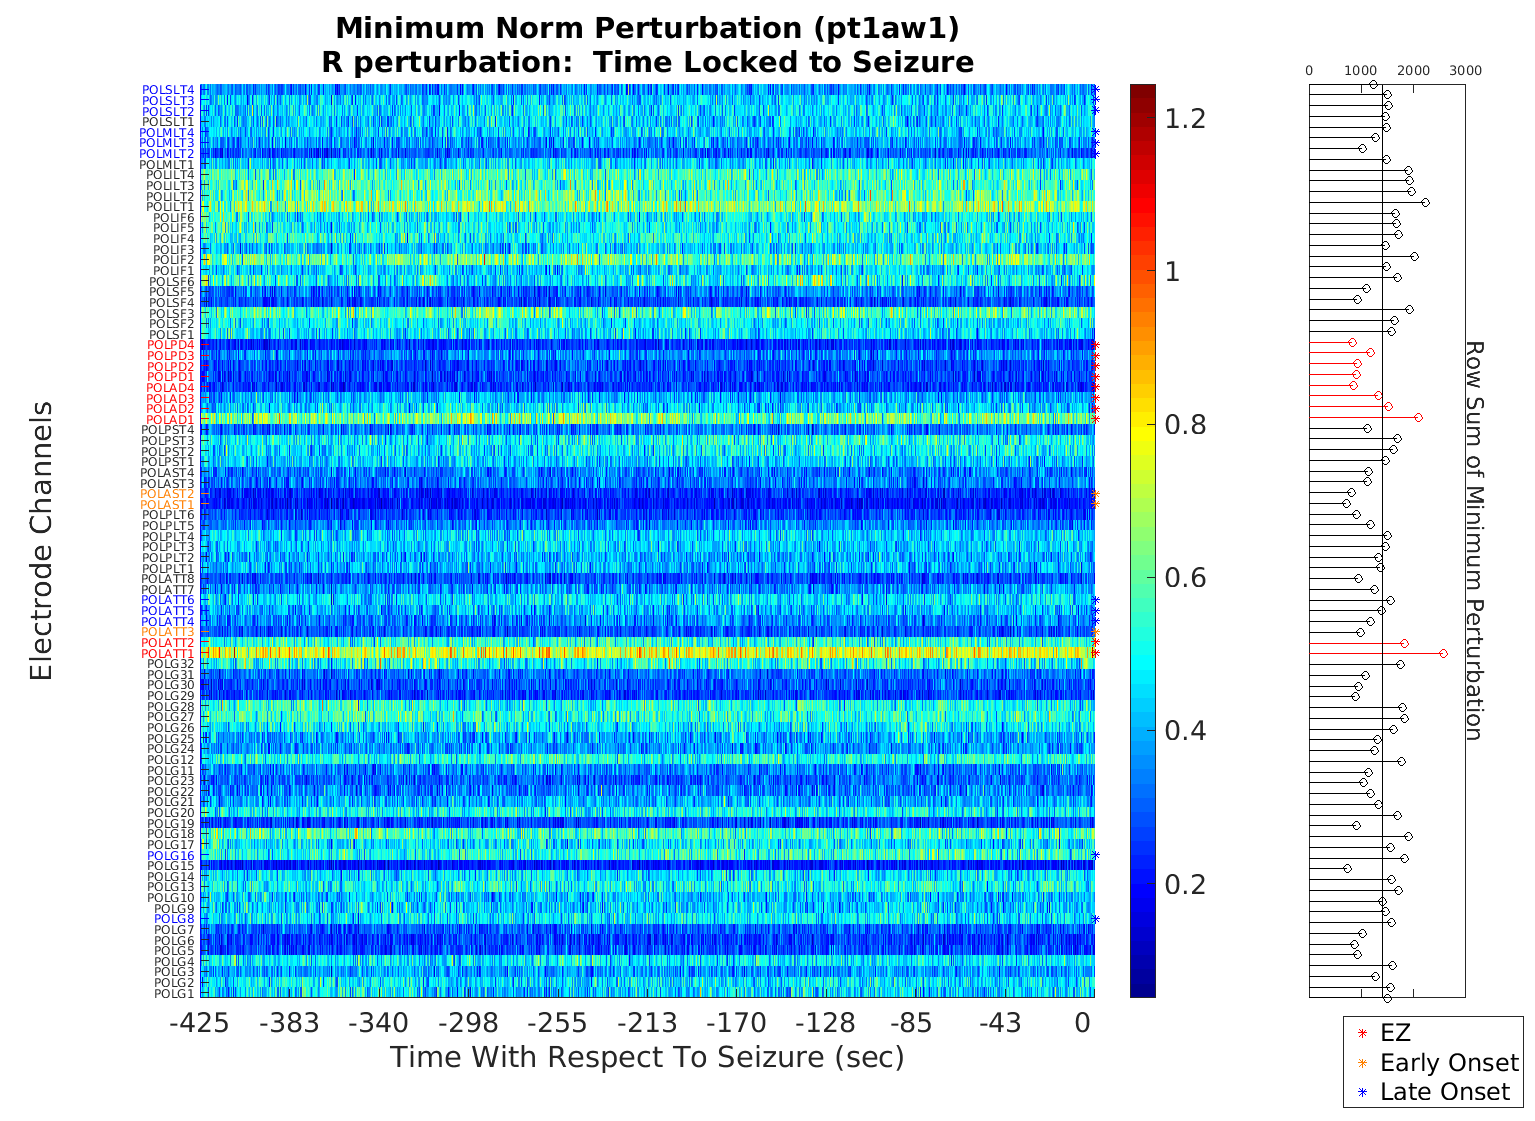 Minimum Norm Perturbation (pt1aw1)
R perturbation:  Time Locked to Seizure
Electrode Channels
POLSLT4
POLSLT3
POLSLT2
POLSLT1
POLMLT4
POLMLT3
POLMLT2
POLMLT1
POLILT4
POLILT3
POLILT2
POLILT1
POLIF6
POLIF5
POLIF4
POLIF3
POLIF2
POLIF1
POLSF6
POLSF5
POLSF4
POLSF3
POLSF2
POLSF1
POLPD4
POLPD3
POLPD2
POLPD1
POLAD4
POLAD3
POLAD2
POLAD1
POLPST4
POLPST3
POLPST2
POLPST1
POLAST4
POLAST3
POLAST2
POLAST1
POLPLT6
POLPLT5
POLPLT4
POLPLT3
POLPLT2
POLPLT1
POLATT8
POLATT7
POLATT6
POLATT5
POLATT4
POLATT3
POLATT2
POLATT1
POLG32
POLG31
POLG30
POLG29
POLG28
POLG27
POLG26
POLG25
POLG24
POLG12
POLG11
POLG23
POLG22
POLG21
POLG20
POLG19
POLG18
POLG17
POLG16
POLG15
POLG14
POLG13
POLG10
POLG9
POLG8
POLG7
POLG6
POLG5
POLG4
POLG3
POLG2
POLG1
-425 -383 -340 -298 -255 -213 -170 -128 -85 -43 0
Time With Respect To Seizure (sec)
1.2
1
0.8
0.6
0.4
0.2
0 1000 2000 3000
Row Sum of Minimum Perturbation
EZ
Early Onset
Late Onset